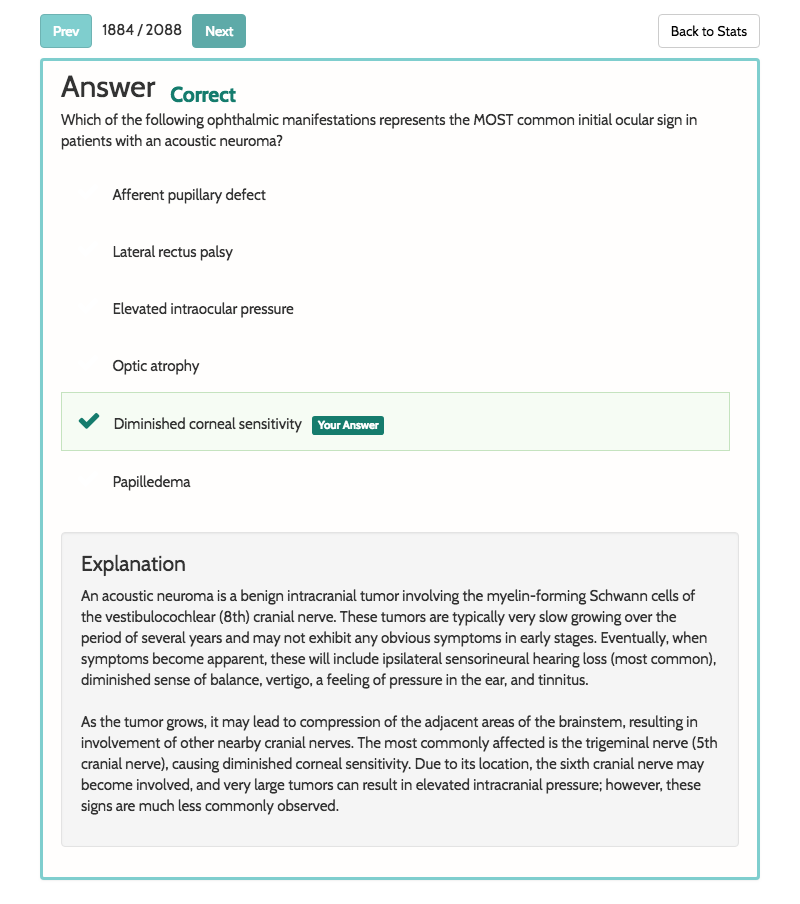 Prev 1884 / 2088 Next Back to Stats
Answer Correct
Which of the following ophthalmic manifestations represents the MOST common initial ocular sign in
patients with an acoustic neuroma?
Afferent pupillary defect
Lateral rectus palsy
Elevated intraocular pressure
Optic atrophy
Diminished corneal sensitivity Your Answer
Papilledema
Explanation
An acoustic neuroma is a benign intracranial tumor involving the myelin-forming Schwann cells of
the vestibulocochlear (8th) cranial nerve. These tumors are typically very slow growing over the
period of several years and may not exhibit any obvious symptoms in early stages. Eventually, when
symptoms become apparent, these will include ipsilateral sensorineural hearing loss (most common),
diminished sense of balance, vertigo, a feeling of pressure in the ear, and tinnitus.
As the tumor grows, it may lead to compression of the adjacent areas of the brainstem, resulting in
involvement of other nearby cranial nerves. The most commonly affected is the trigeminal nerve (5th
cranial nerve), causing diminished corneal sensitivity. Due to its location, the sixth cranial nerve may
become involved, and very large tumors can result in elevated intracranial pressure; however, these
signs are much less commonly observed.